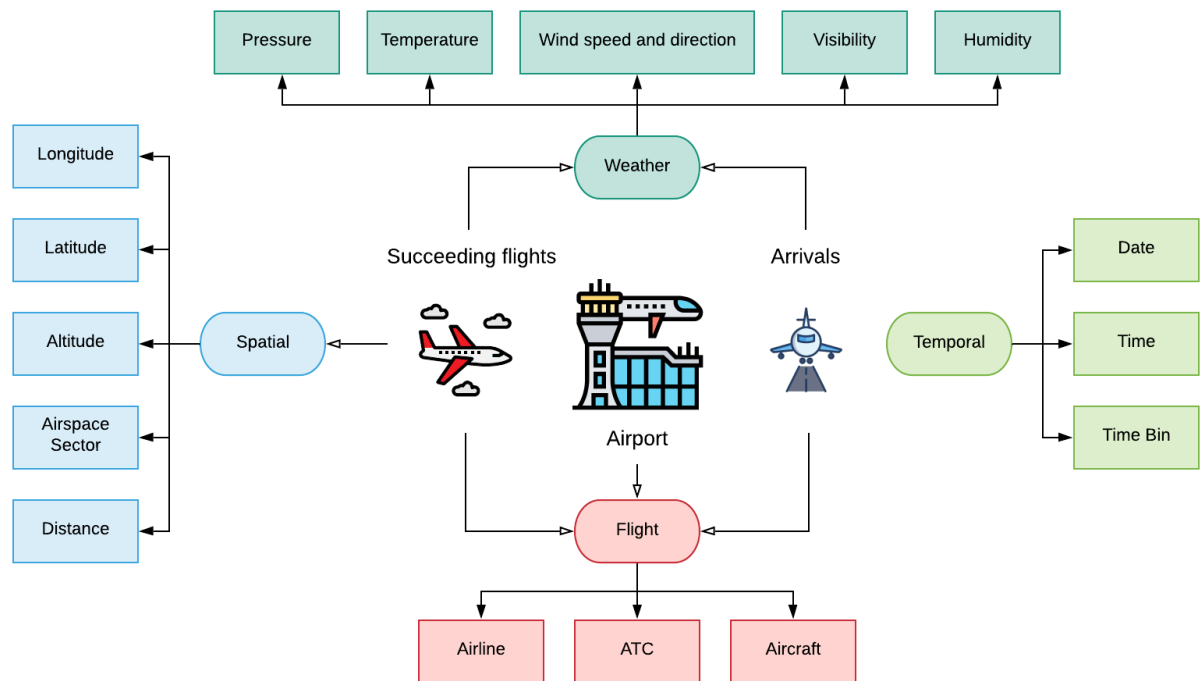 Pressure
Temperature
Wind speed and direction
Visibility
Humidity
Longitude
Weather
Latitude
Succeeding flights
Arrivals
Date
Altitude
Spatial
Temporal
Time
Airspace
Sector
Airport
Time Bin
Distance
Flight
Airline
ATC
Aircraft